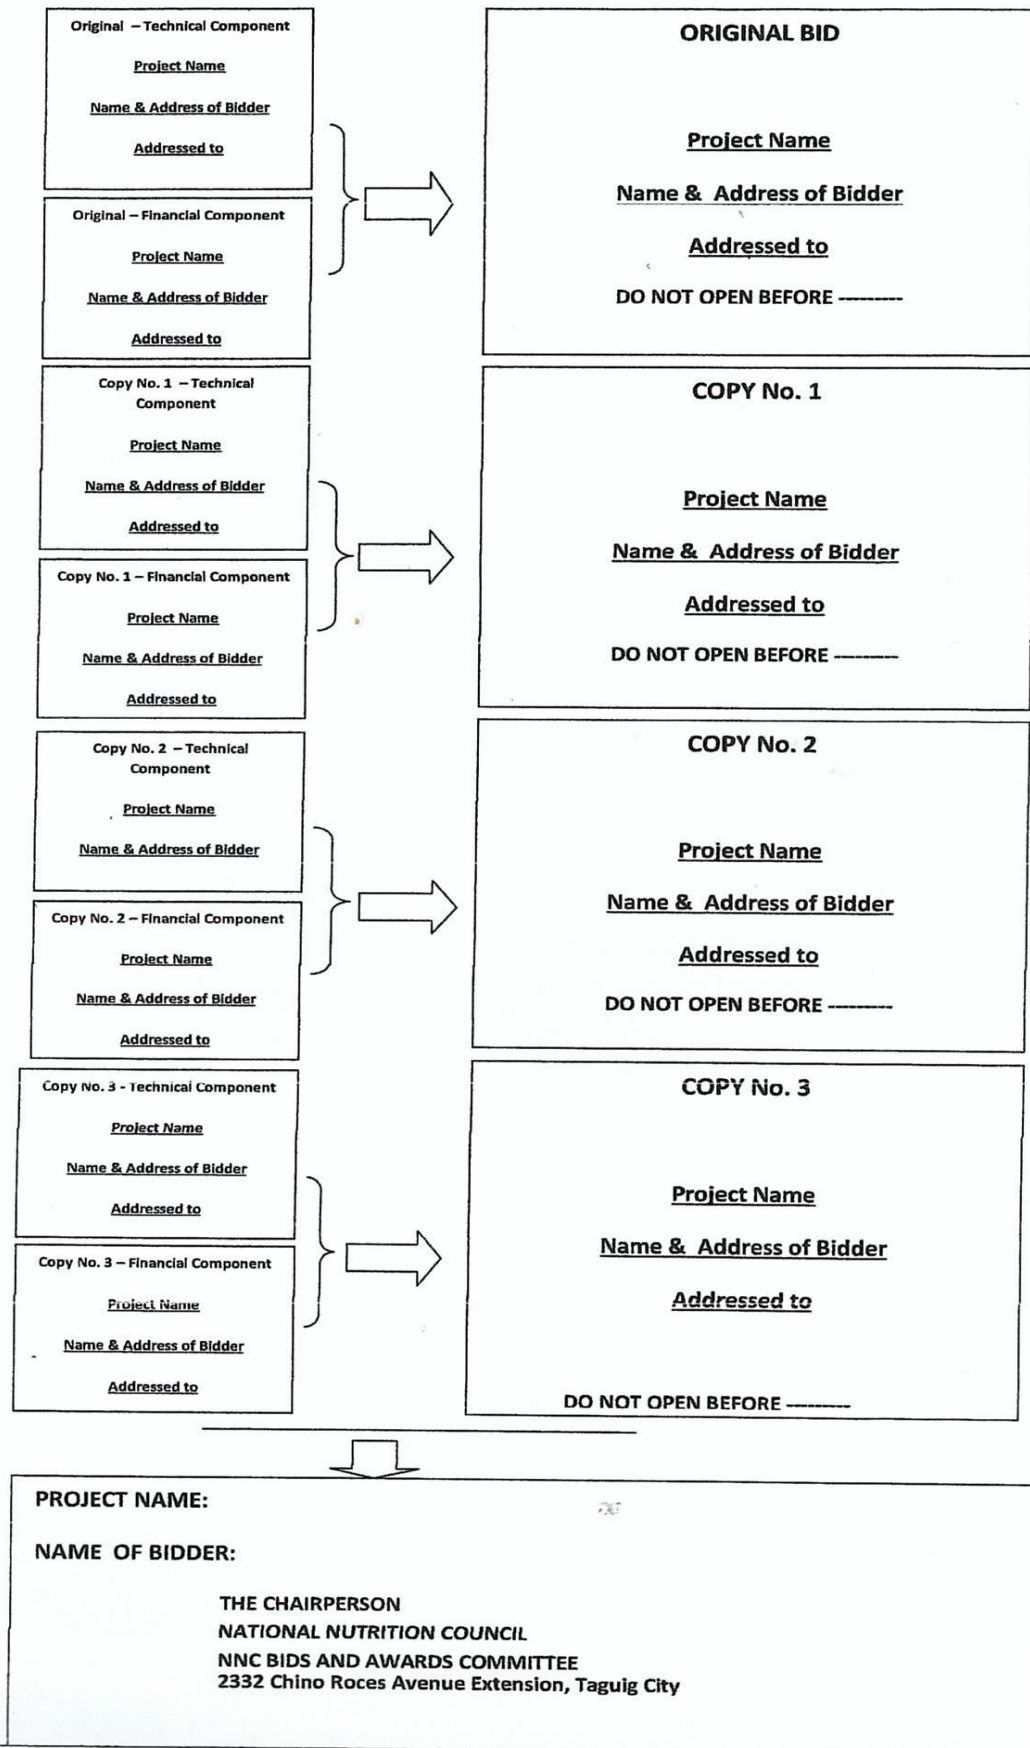 Original – Technical Component
Project Name
Name & Address of Bidder
Addressed to
Original – Financial Component
Project Name
Name & Address of Bidder
Addressed to
ORIGINAL BID
Project Name
Name & Address of Bidder
Addressed to
DO NOT OPEN BEFORE ---------
Copy No. 1 – Technical
Component
Project Name
Name & Address of Bidder
Addressed to
Copy No. 1 – Financial Component
Project Name
Name & Address of Bidder
Addressed to
COPY No. 1
Project Name
Name & Address of Bidder
Addressed to
DO NOT OPEN BEFORE ---------
Copy No. 2 – Technical
Component
Project Name
Name & Address of Bidder
Copy No. 2 – Financial Component
Project Name
Name & Address of Bidder
Addressed to
COPY No. 2
Project Name
Name & Address of Bidder
Addressed to
DO NOT OPEN BEFORE ---------
Copy No. 3 - Technical Component
Project Name
Name & Address of Bidder
Addressed to
Copy No. 3 – Financial Component
Project Name
Name & Address of Bidder
Addressed to
COPY No. 3
Project Name
Name & Address of Bidder
Addressed to
DO NOT OPEN BEFORE ---------
PROJECT NAME:
NAME OF BIDDER:
THE CHAIRPERSON
NATIONAL NUTRITION COUNCIL
NNC BIDS AND AWARDS COMMITTEE
2332 Chino Roces Avenue Extension, Taguig City